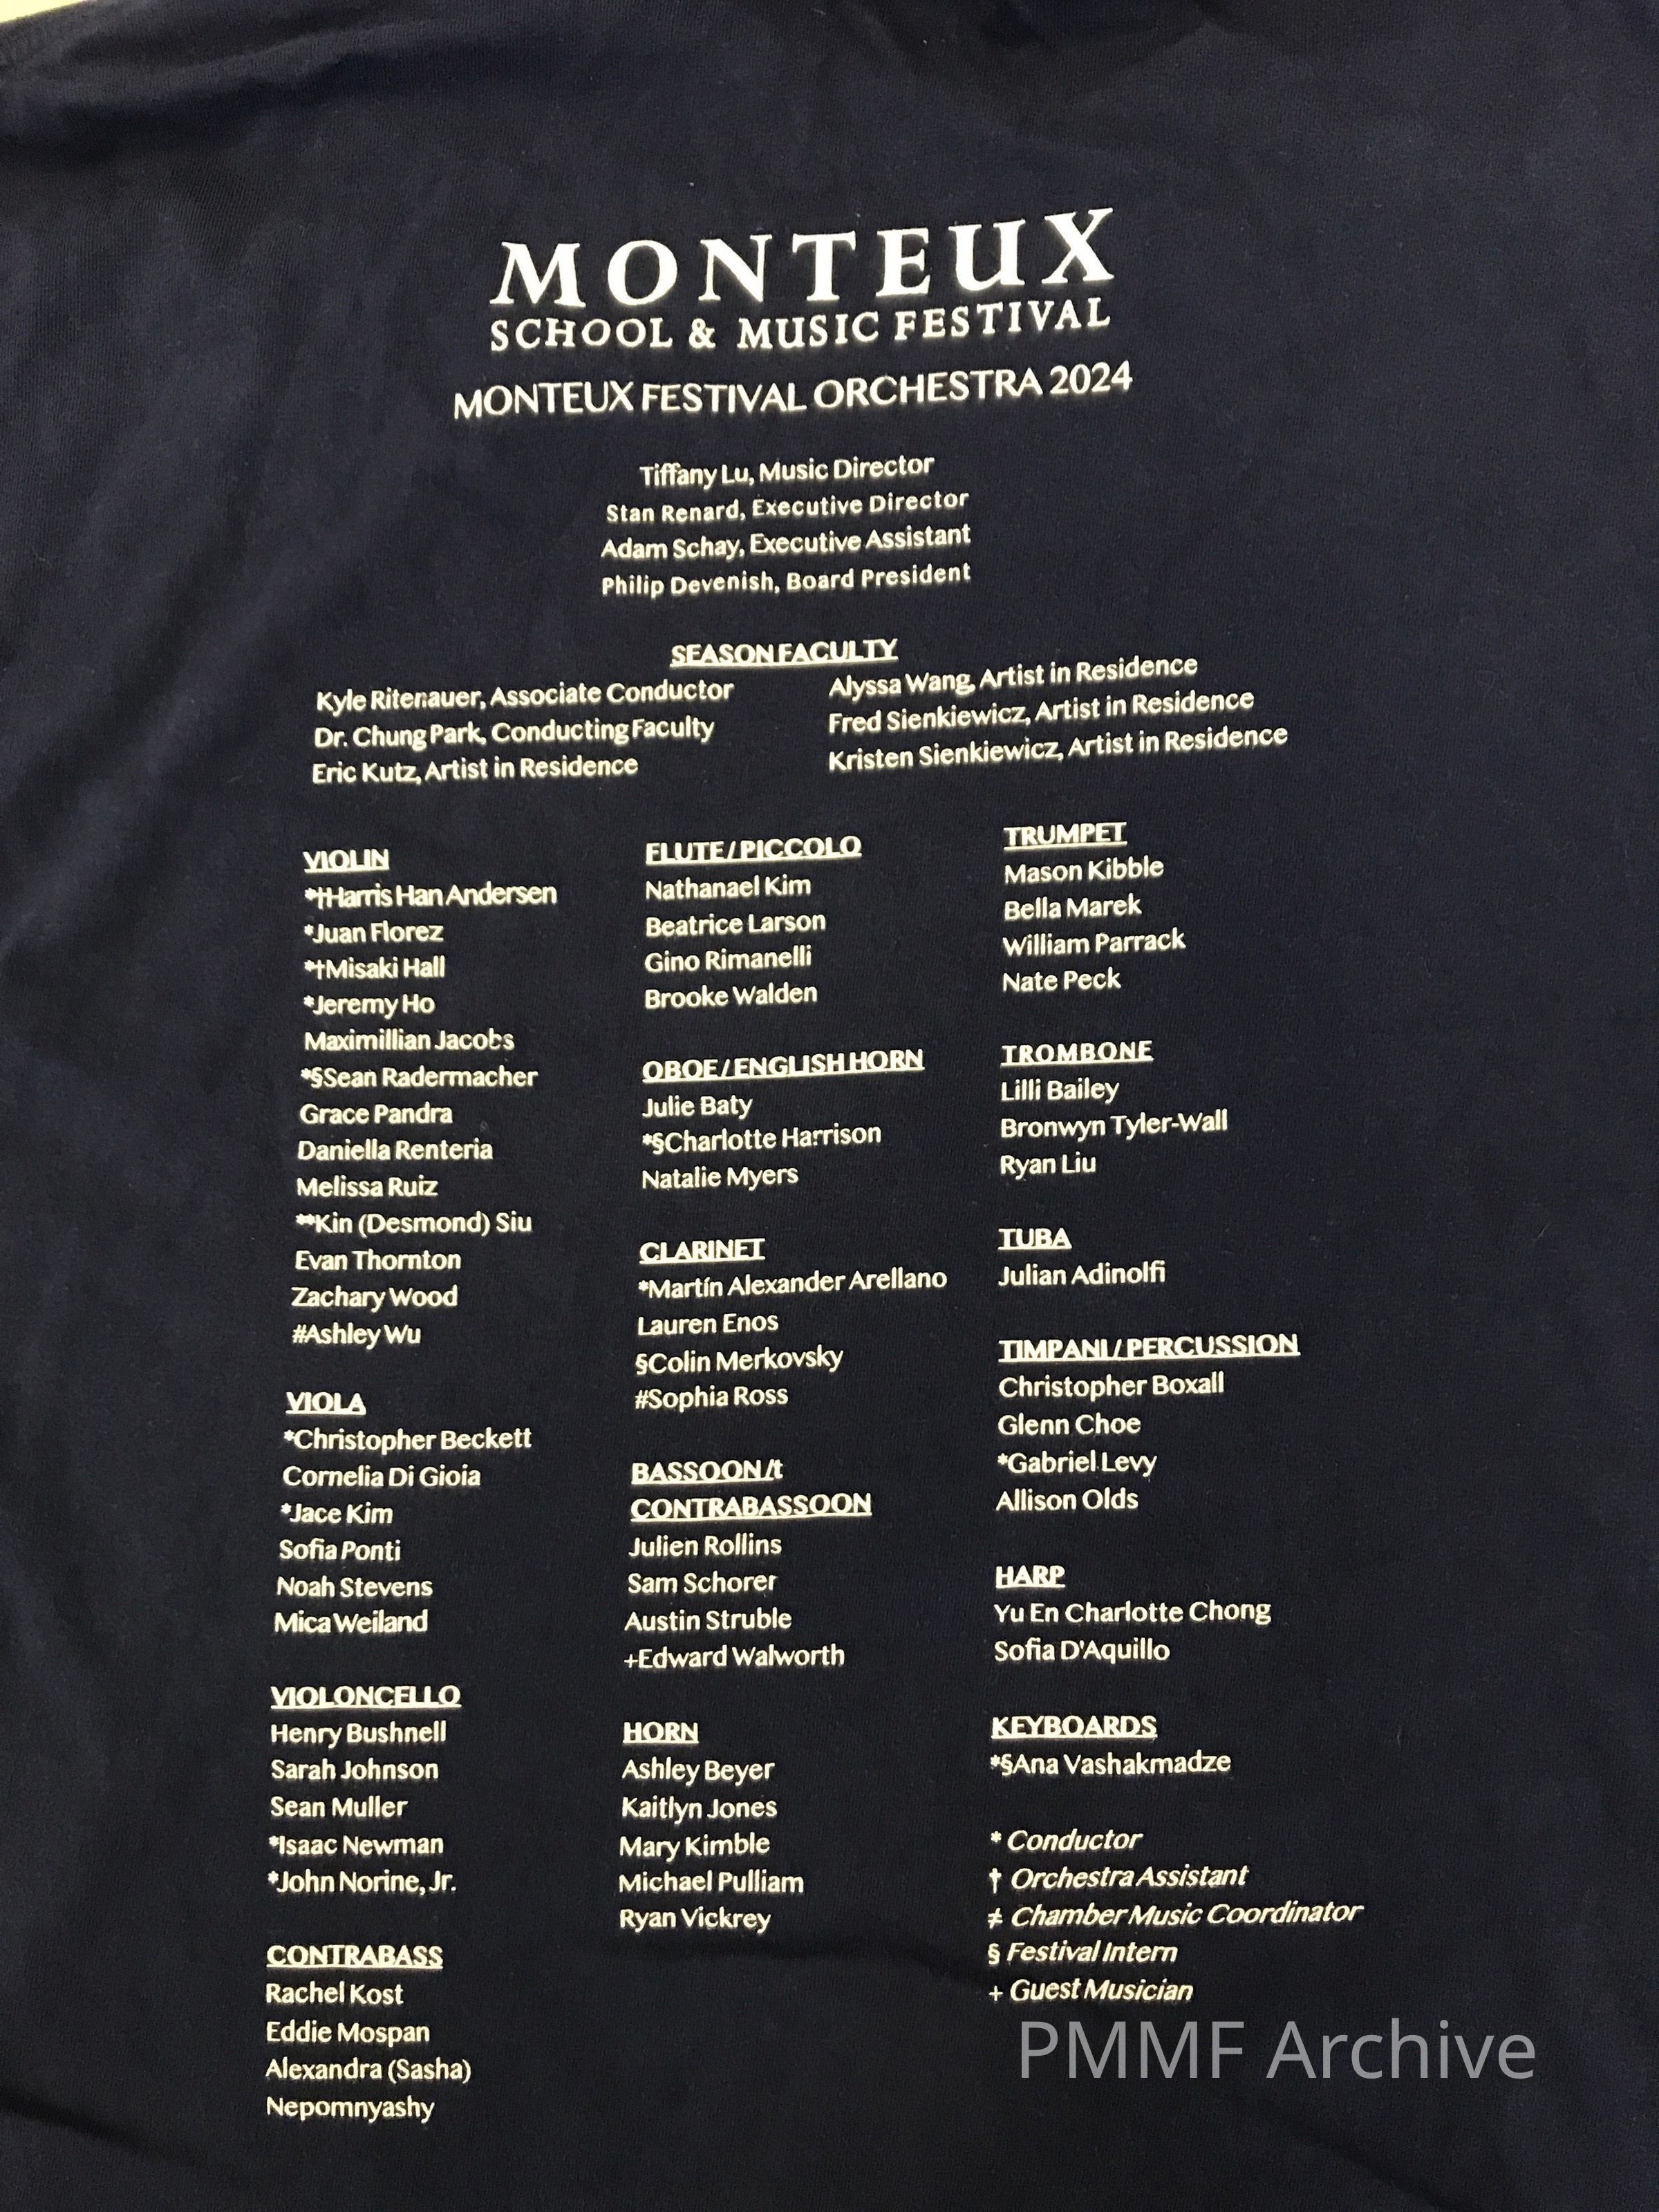 MONTEUX
SCHOOL & MUSIC FESTIVAL
MONTEUX FESTIVAL ORCHESTRA 2024
Tiffany Lu, Music Director
Stan Renard, Executive Director
Adam Schay, Executive Assistant
Philip Devenish, Board President
SEASON FACULTY
Kyle Ritenauer, Associate Conductor
Dr. Chung Park, Conducting Faculty
Eric Kutz, Artist in Residence
Alyssa Wang, Artist in Residence
Fred Sienkiewicz, Artist in Residence
Kristen Sienkiewicz, Artist in Residence
VIOLIN
*†Harris Han Andersen
*Juan Florez
*†Misaki Hall
*Jeremy Ho
Maximillian Jacobs
*§Sean Radermacher
Grace Pandra
Daniella Renteria
Melissa Ruiz
**Kin (Desmond) Siu
Evan Thornton
Zachary Wood
#Ashley Wu
VIOLA
*Christopher Beckett
Cornelia Di Gioia
*Jace Kim
Sofia Ponti
Noah Stevens
Mica Weiland
VIOLONCELLO
Henry Bushnell
Sarah Johnson
Sean Muller
*Isaac Newman
*John Norine, Jr.
CONTRABASS
Rachel Kost
Eddie Mospan
Alexandra (Sasha)
Nepomnyashy
FLUTE / PICCOLO
Nathanael Kim
Beatrice Larson
Gino Rimanelli
Brooke Walden
OBOE / ENGLISH HORN
Julie Baty
*§Charlotte Harrison
Natalie Myers
CLARINET
*Martín Alexander Arellano
Lauren Enos
§Colin Merkovsky
#Sophia Ross
BASSOON /t
CONTRABASSOON
Julien Rollins
Sam Schorer
Austin Struble
+Edward Walworth
HORN
Ashley Beyer
Kaitlyn Jones
Mary Kimble
Michael Pulliam
Ryan Vickrey
TRUMPET
Mason Kibble
Bella Marek
William Parrack
Nate Peck
TROMBONE
Lilli Bailey
Bronwyn Tyler-Wall
Ryan Liu
TUBA
Julian Adinolfi
TIMPANI / PERCUSSION
Christopher Boxall
Glenn Choe
*Gabriel Levy
Allison Olds
HARP
Yu En Charlotte Chong
Sofia D'Aquillo
KEYBOARDS
*§Ana Vashakmadze
* Conductor
† Orchestra Assistant
≠ Chamber Music Coordinator
§ Festival Intern
+ Guest Musician
PMMF Archive